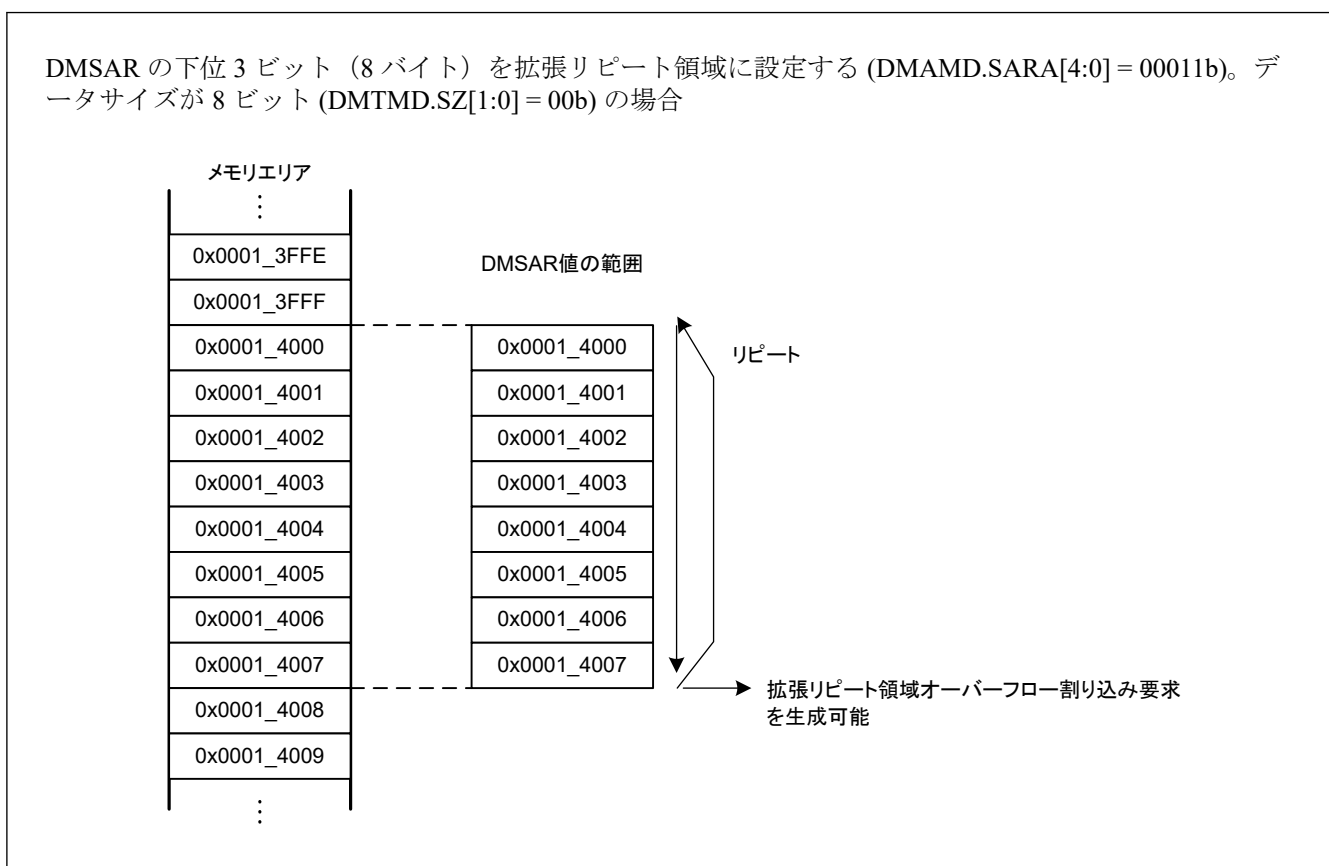 DMSAR の下位 3 ビット（8 バイト）を拡張リピート領域に設定する (DMAMD.SARA[4:0] = 00011b)。デ
ータサイズが 8 ビット (DMTMD.SZ[1:0] = 00b) の場合
メモリエリア
⋮
0x0001_3FFE
0x0001_3FFF
0x0001_4000
0x0001_4001
0x0001_4002
0x0001_4003
0x0001_4004
0x0001_4005
0x0001_4006
0x0001_4007
0x0001_4008
0x0001_4009
⋮
DMSAR値の範囲
0x0001_4000
0x0001_4001
0x0001_4002
0x0001_4003
0x0001_4004
0x0001_4005
0x0001_4006
0x0001_4007
リピート
拡張リピート領域オーバーフロー割り込み要求
を生成可能